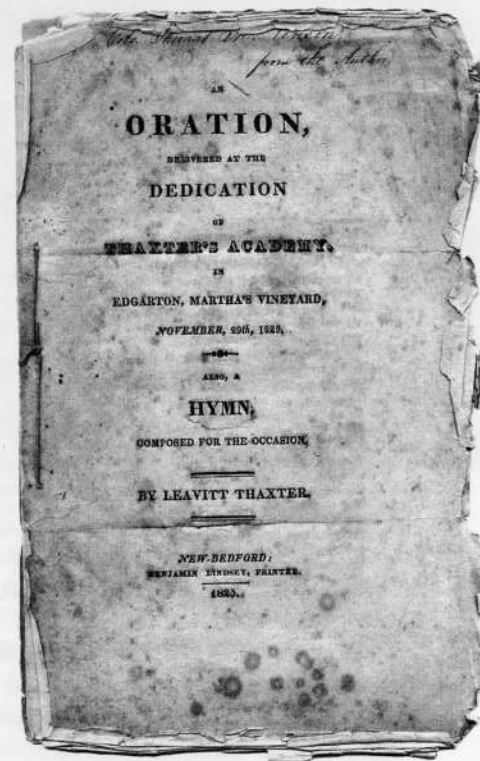 Thomas
from the Author
AN
ORATION,
DELIVERED AT THE
DEDICATION
OF
THAXTER'S ACADEMY.
IN
EDGARTON, MARTHA'S VINEYARD,
NOVEMBER, 29th, 1825,
ALSO, A
HYMN,
COMPOSED FOR THE OCCASION,
BY LEAVITT THAXTER.
NEW-BEDFORD:
BENJAMIN LINDSEY, PRINTER.
1825.